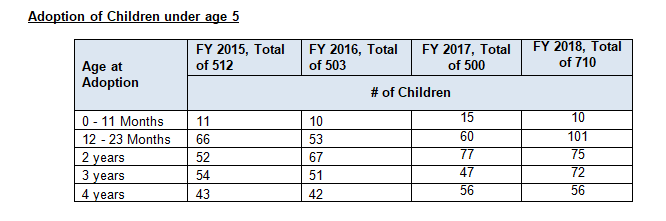 Adoption of Children under age 5
Age at Adoption FY 2015, Total of 512 FY 2016, Total of 503 FY 2017, Total of 500 FY 2018, Total of 710
# of Children
0 - 11 Months 11 10 15 10
12 - 23 Months 66 53 60 101
2 years 52 67 77 75
3 years 54 51 47 72
4 years 43 42 56 56